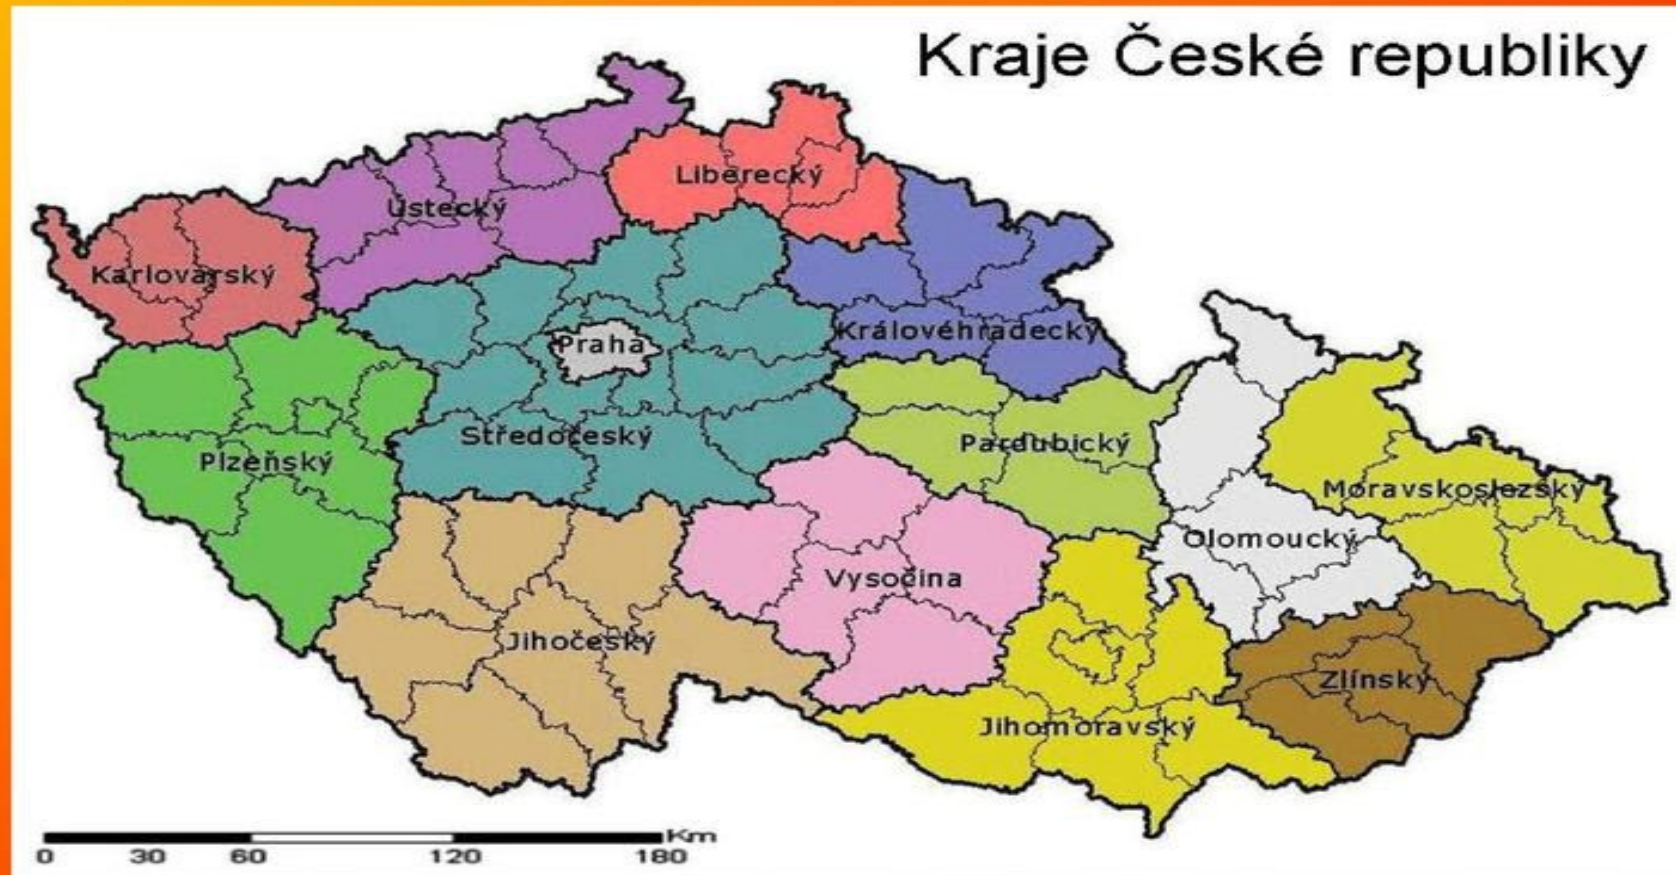 Kraje České republiky
Liberecký
Ústecký
Karlovarský
Královéhradecký
Praha
Středočeský
Pardubický
Plzeňský
Moravskoslezský
Olomoucký
Vysočina
Jihočeský
Zlínský
Jihomoravský
Km
0 30 60 120 180